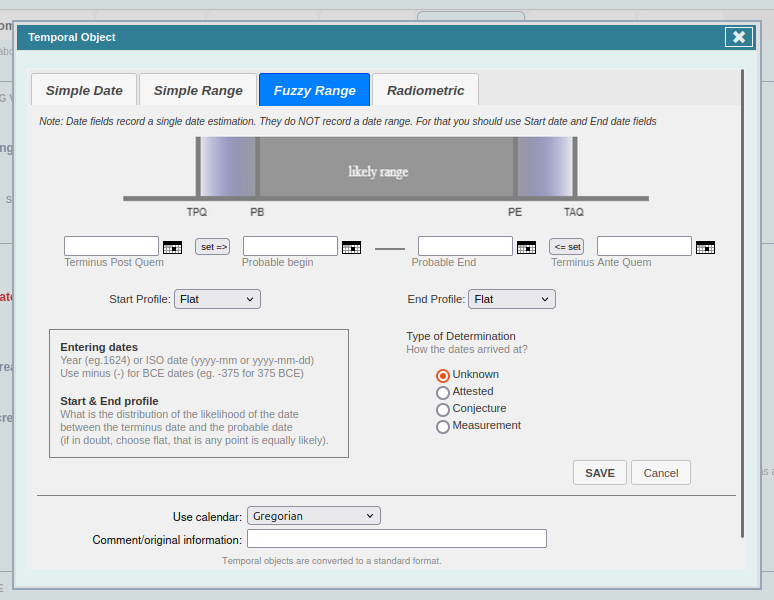 om
Temporal Object
abo
Simple Date Simple Range Fuzzy Range Radiometric
G V
Note: Date fields record a single date estimation. They do NOT record a date range. For that you should use Start date and End date fields
ng
likely range
s
TPQ PB PE TAQ
set => <= set
Terminus Post Quem Probable begin Probable End Terminus Ante Quem
ate
Start Profile: Flat End Profile: Flat
Entering dates
Year (eg.1624) or ISO date (yyyy-mm or yyyy-mm-dd)
Use minus (-) for BCE dates (eg. -375 for 375 BCE)
Start & End profile
What is the distribution of the likelihood of the date
between the terminus date and the probable date
(if in doubt, choose flat, that is any point is equally likely).
Type of Determination
How the dates arrived at?
Unknown
Attested
Conjecture
Measurement
rea
cre
SAVE Cancel
Use calendar: Gregorian
Comment/original information:
Temporal objects are converted to a standard format.
E